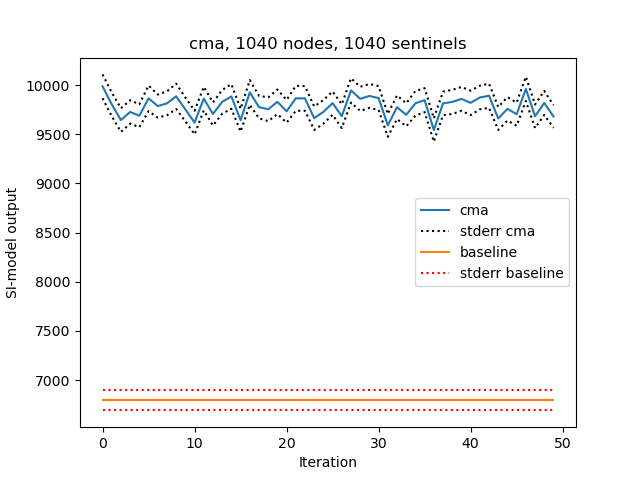 cma, 1040 nodes, 1040 sentinels
SI-model output
10000
9500
9000
8500
8000
7500
7000
cma
stderr cma
baseline
stderr baseline
0
10
20
30
40
50
Iteration